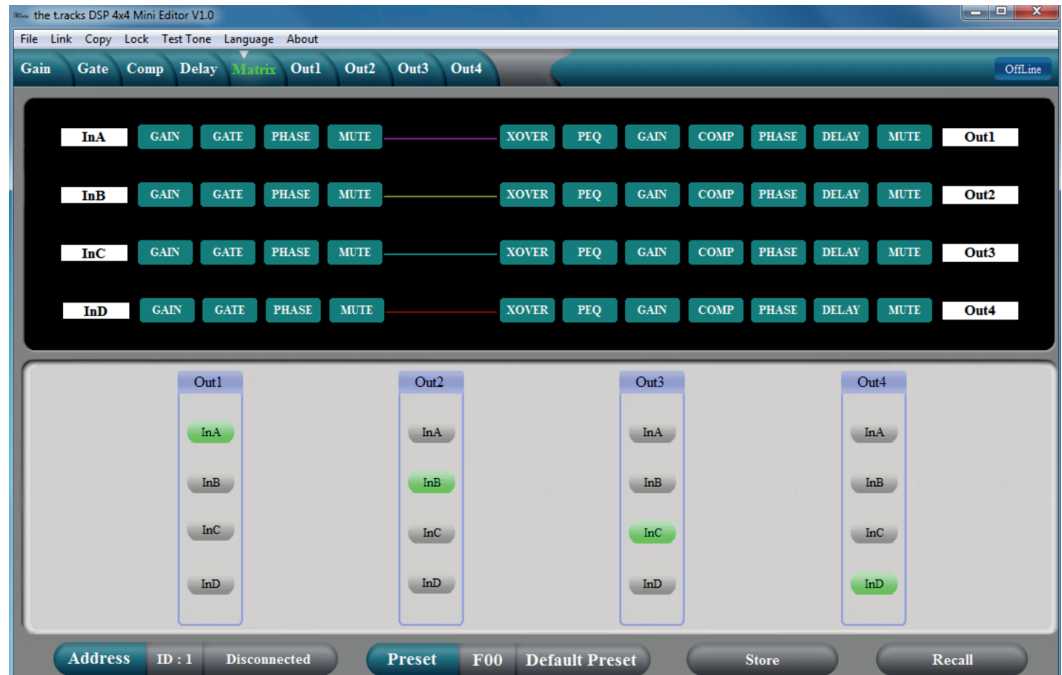 the t.racks DSP 4x4 Mini Editor V1.0
File Link Copy Lock Test Tone Language About
Gain Gate Comp Delay Matrix Out1 Out2 Out3 Out4 OffLine
InA GAIN GATE PHASE MUTE XOVER PEQ GAIN COMP PHASE DELAY MUTE Out1
InB GAIN GATE PHASE MUTE XOVER PEQ GAIN COMP PHASE DELAY MUTE Out2
InC GAIN GATE PHASE MUTE XOVER PEQ GAIN COMP PHASE DELAY MUTE Out3
InD GAIN GATE PHASE MUTE XOVER PEQ GAIN COMP PHASE DELAY MUTE Out4
Out1 Out2 Out3 Out4
InA InA InA InA
InB InB InB InB
InC InC InC InC
InD InD InD InD
Address ID : 1 Disconnected Preset F00 Default Preset Store Recall